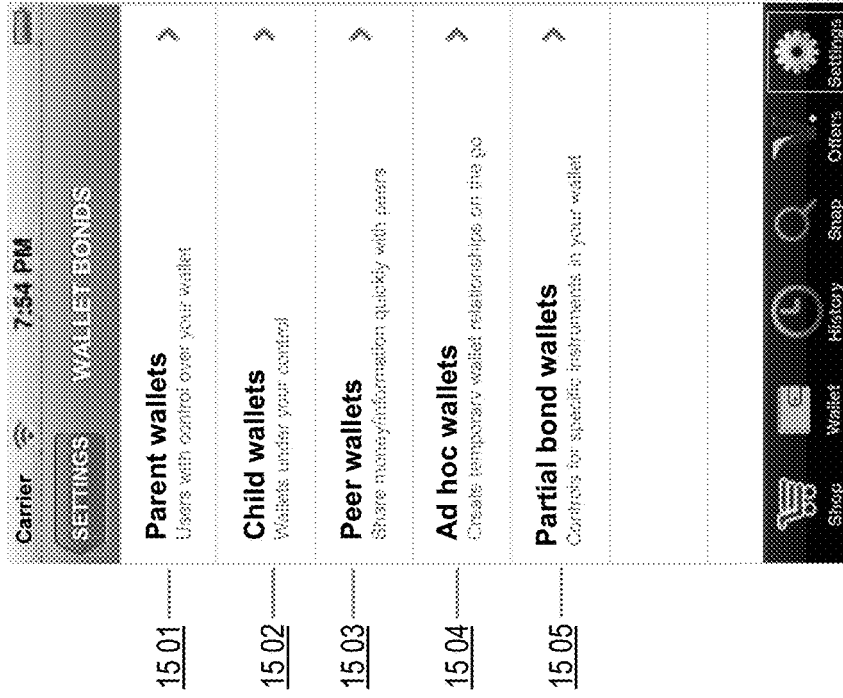 Carrier 7:54 PM
SETTINGS WALLET BONDS
15 01
Parent wallets
Users with control over your wallet
15 02
Child wallets
Wallets under your control
15 03
Peer wallets
Share money/information quickly with peers
15 04
Ad hoc wallets
Create temporary wallet relationships on the go
15 05
Partial bond wallets
Controls for specific instruments in your wallet
Shop Wallet History Snap Offers Settings